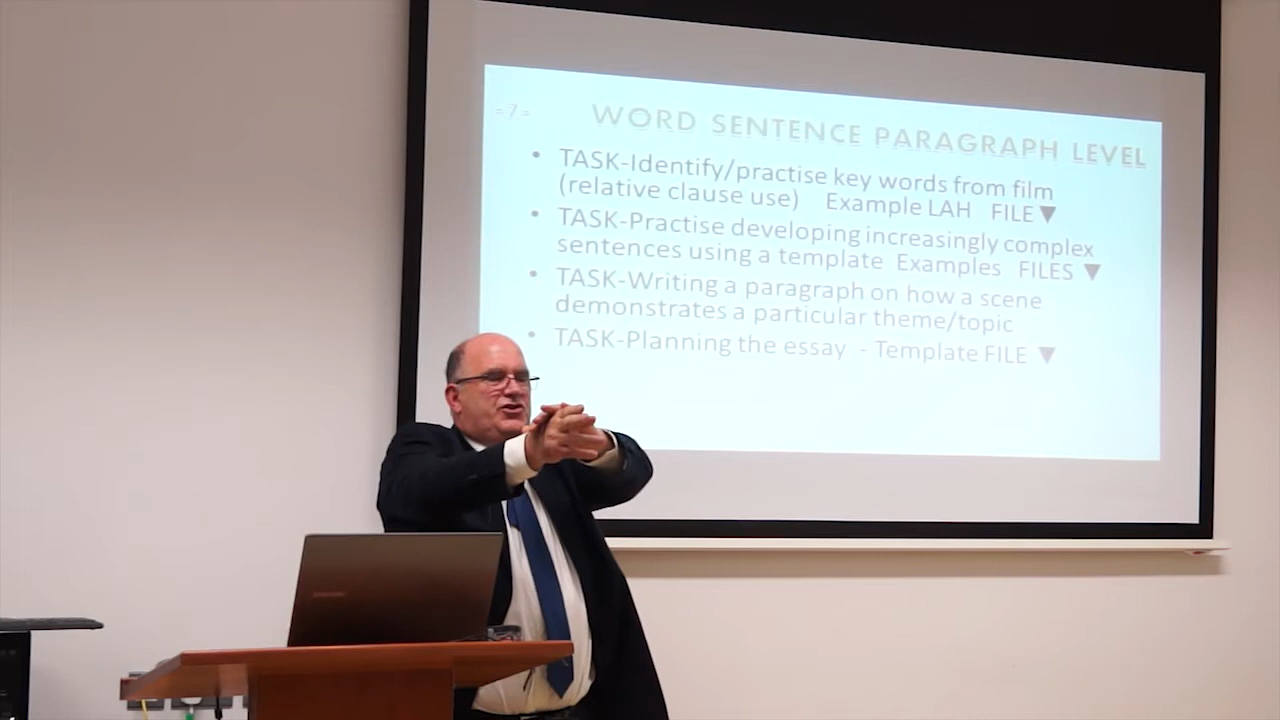 =7=
WORD SENTENCE PARAGRAPH LEVEL
• TASK-Identify/practise key words from film
(relative clause use) Example LAH FILE ▼
• TASK-Practise developing increasingly complex
sentences using a template Examples FILES ▼
• TASK-Writing a paragraph on how a scene
demonstrates a particular theme/topic
• TASK-Planning the essay - Template FILE ▼